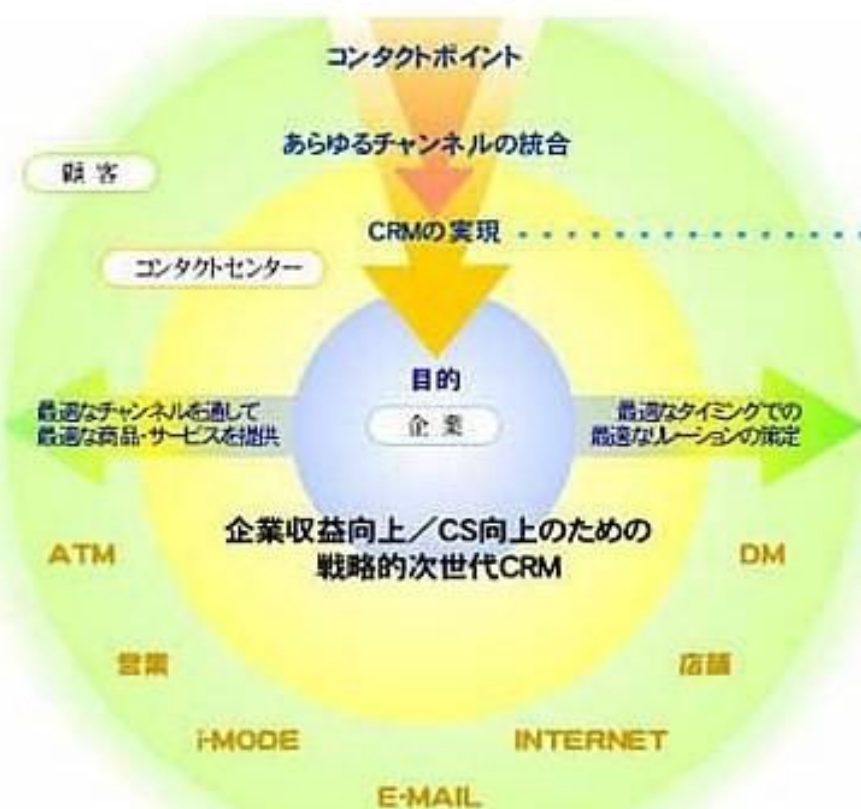 コンタクトポイント
あらゆるチャンネルの統合
顧客
CRMの実現
コンタクトセンター
目的
企業
最適なチャンネルを通して
最適な商品・サービスを提供
最適なタイミングでの
最適なリレーションの策定
企業収益向上／CS向上のための
戦略的次世代CRM
ATM
DM
営業
店舗
i-MODE
INTERNET
E-MAIL